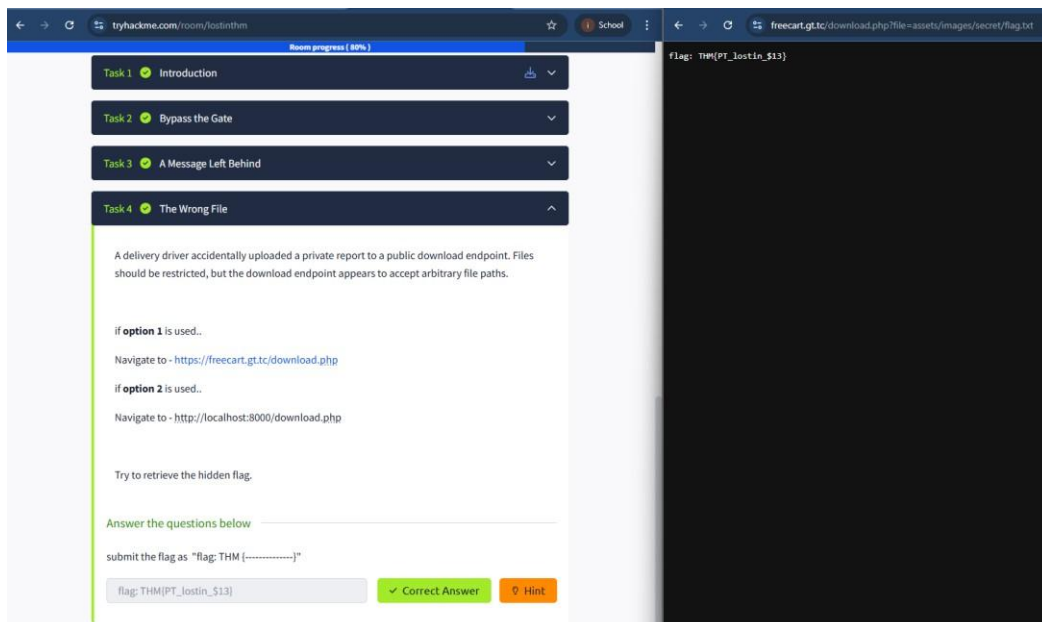 tryhackme.com/room/lostinthm
School
Room progress ( 80% )
Task 1 Introduction
Task 2 Bypass the Gate
Task 3 A Message Left Behind
Task 4 The Wrong File
A delivery driver accidentally uploaded a private report to a public download endpoint. Files
should be restricted, but the download endpoint appears to accept arbitrary file paths.
if option 1 is used..
Navigate to - https://freecart.gt.tc/download.php
if option 2 is used..
Navigate to - http://localhost:8000/download.php
Try to retrieve the hidden flag.
Answer the questions below
submit the flag as "flag: THM {--------------}"
flag: THM{PT_lostin_$13}
Correct Answer
Hint
freecart.gt.tc/download.php?file=assets/images/secret/flag.txt
flag: THM{PT_lostin_$13}